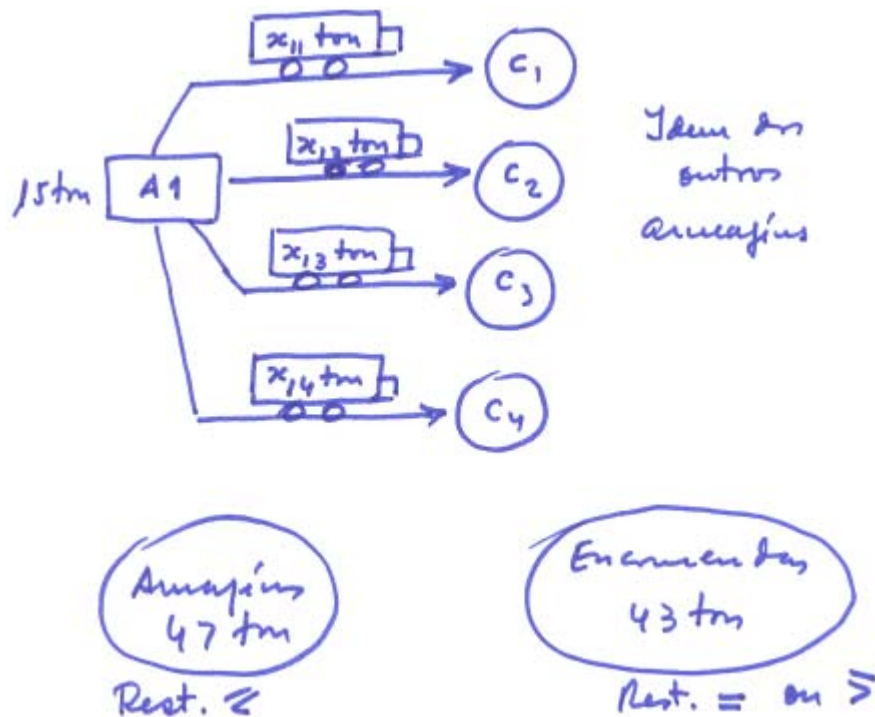 x₁₁ ton
C₁
x₁₂ ton
Idem dos
outros
armazéns
15 ton
A1
C₂
x₁₃ ton
C₃
x₁₄ ton
C₄
Armazéns
47 ton
Rest. ≤
Encomendas
43 ton
Rest. = ou ≥